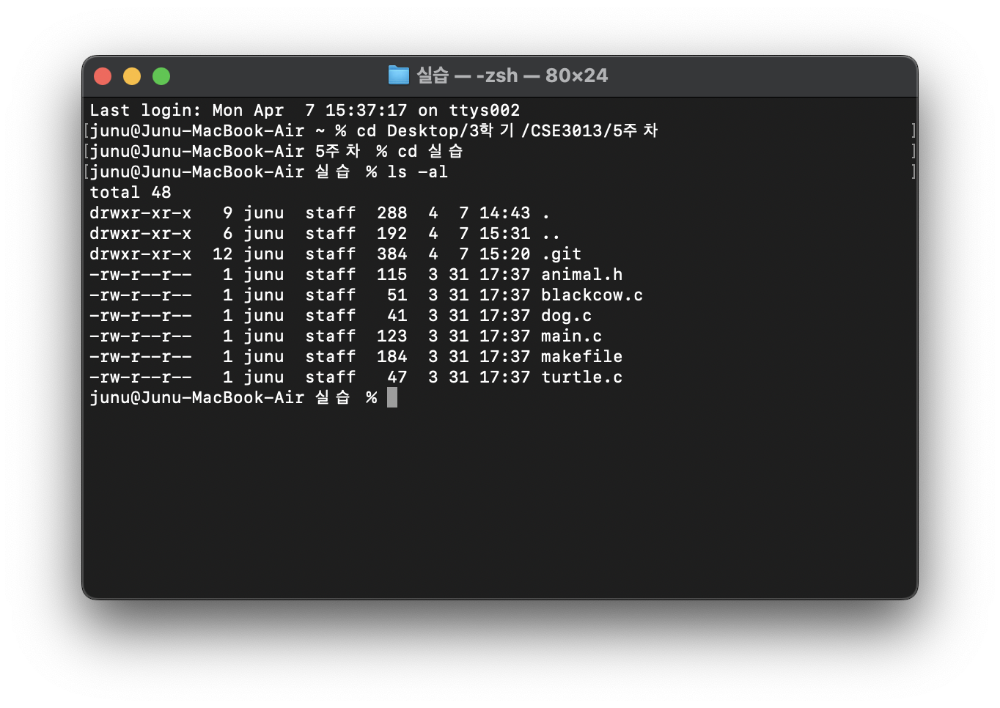 실습 — -zsh — 80×24
Last login: Mon Apr  7 15:37:17 on ttys002
[junu@Junu-MacBook-Air ~ % cd Desktop/3학기/CSE3013/5주차 ]
[junu@Junu-MacBook-Air 5주차 % cd 실습 ]
[junu@Junu-MacBook-Air 실습 % ls -al ]
total 48
drwxr-xr-x   9 junu  staff  288  4  7 14:43 .
drwxr-xr-x   6 junu  staff  192  4  7 15:31 ..
drwxr-xr-x  12 junu  staff  384  4  7 15:20 .git
-rw-r--r--   1 junu  staff  115  3 31 17:37 animal.h
-rw-r--r--   1 junu  staff   51  3 31 17:37 blackcow.c
-rw-r--r--   1 junu  staff   41  3 31 17:37 dog.c
-rw-r--r--   1 junu  staff  123  3 31 17:37 main.c
-rw-r--r--   1 junu  staff  184  3 31 17:37 makefile
-rw-r--r--   1 junu  staff   47  3 31 17:37 turtle.c
junu@Junu-MacBook-Air 실습 %